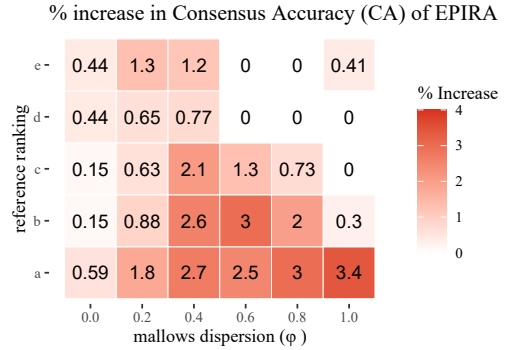 % increase in Consensus Accuracy (CA) of EPIRA
e 0.44 1.3 1.2 0 0 0.41
d 0.44 0.65 0.77 0 0 0
c 0.15 0.63 2.1 1.3 0.73 0
b 0.15 0.88 2.6 3 2 0.3
a 0.59 1.8 2.7 2.5 3 3.4
0.0 0.2 0.4 0.6 0.8 1.0
mallows dispersion (φ )
reference ranking
% Increase
4
3
2
1
0